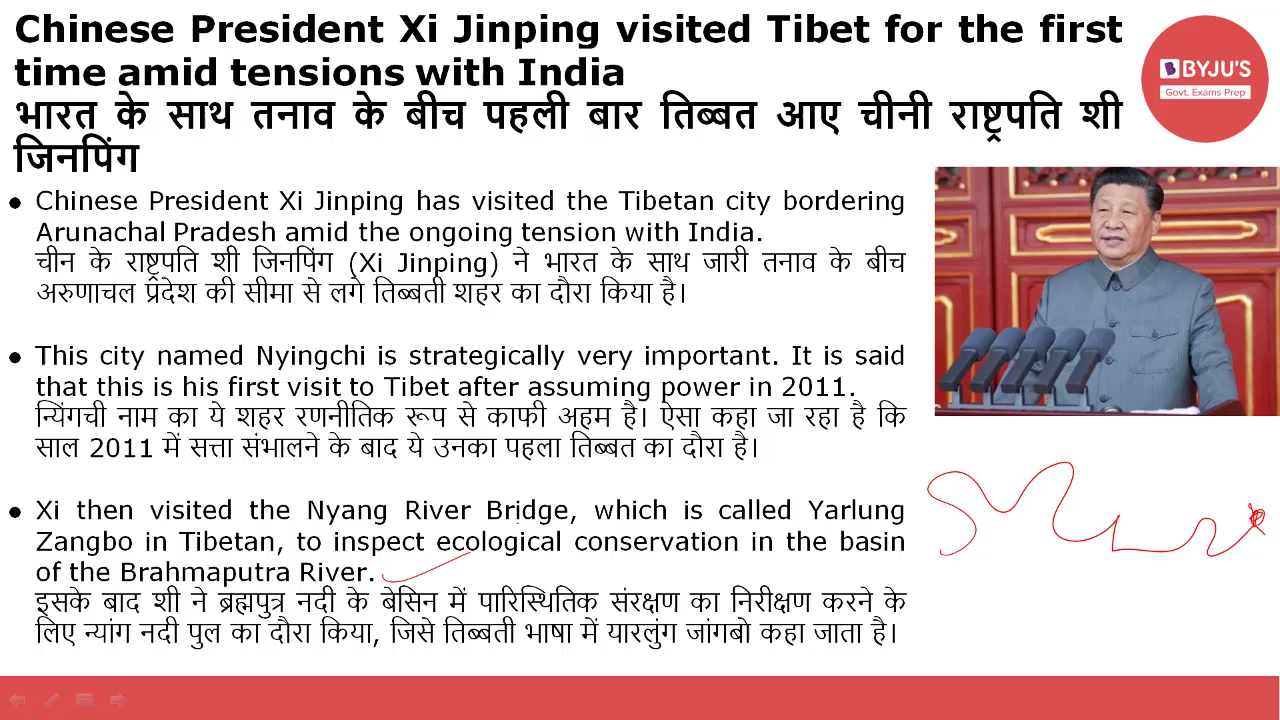 Chinese President Xi Jinping visited Tibet for the first
time amid tensions with India
भारत के साथ तनाव के बीच पहली बार तिब्बत आए चीनी राष्ट्रपति शी
जिनपिंग
BYJU'S
Govt. Exams Prep
• Chinese President Xi Jinping has visited the Tibetan city bordering
Arunachal Pradesh amid the ongoing tension with India.
चीन के राष्ट्रपति शी जिनपिंग (Xi Jinping) ने भारत के साथ जारी तनाव के बीच
अरुणाचल प्रदेश की सीमा से लगे तिब्बती शहर का दौरा किया है।
• This city named Nyingchi is strategically very important. It is said
that this is his first visit to Tibet after assuming power in 2011.
न्यिंगची नाम का ये शहर रणनीतिक रूप से काफी अहम है। ऐसा कहा जा रहा है कि
साल 2011 में सत्ता संभालने के बाद ये उनका पहला तिब्बत का दौरा है।
• Xi then visited the Nyang River Bridge, which is called Yarlung
Zangbo in Tibetan, to inspect ecological conservation in the basin
of the Brahmaputra River.
इसके बाद शी ने ब्रह्मपुत्र नदी के बेसिन में पारिस्थितिक संरक्षण का निरीक्षण करने के
लिए न्यांग नदी पुल का दौरा किया, जिसे तिब्बती भाषा में यारलुंग जांगबो कहा जाता है।